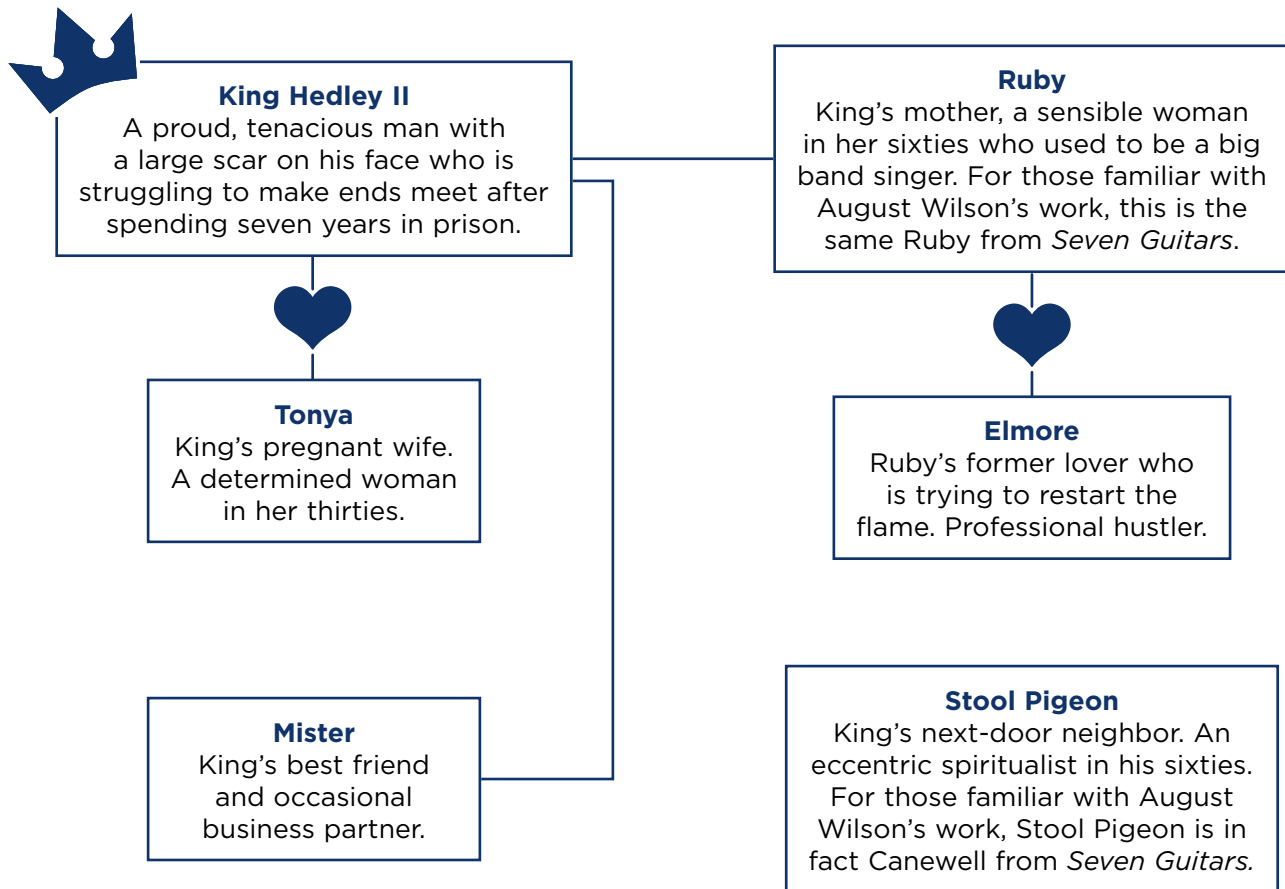 King Hedley II
A proud, tenacious man with
a large scar on his face who is
struggling to make ends meet after
spending seven years in prison.
Ruby
King’s mother, a sensible woman
in her sixties who used to be a big
band singer. For those familiar with
August Wilson’s work, this is the
same Ruby from Seven Guitars.
Tonya
King’s pregnant wife.
A determined woman
in her thirties.
Elmore
Ruby’s former lover who
is trying to restart the
flame. Professional hustler.
Mister
King’s best friend
and occasional
business partner.
Stool Pigeon
King’s next-door neighbor. An
eccentric spiritualist in his sixties.
For those familiar with August
Wilson’s work, Stool Pigeon is in
fact Canewell from Seven Guitars.